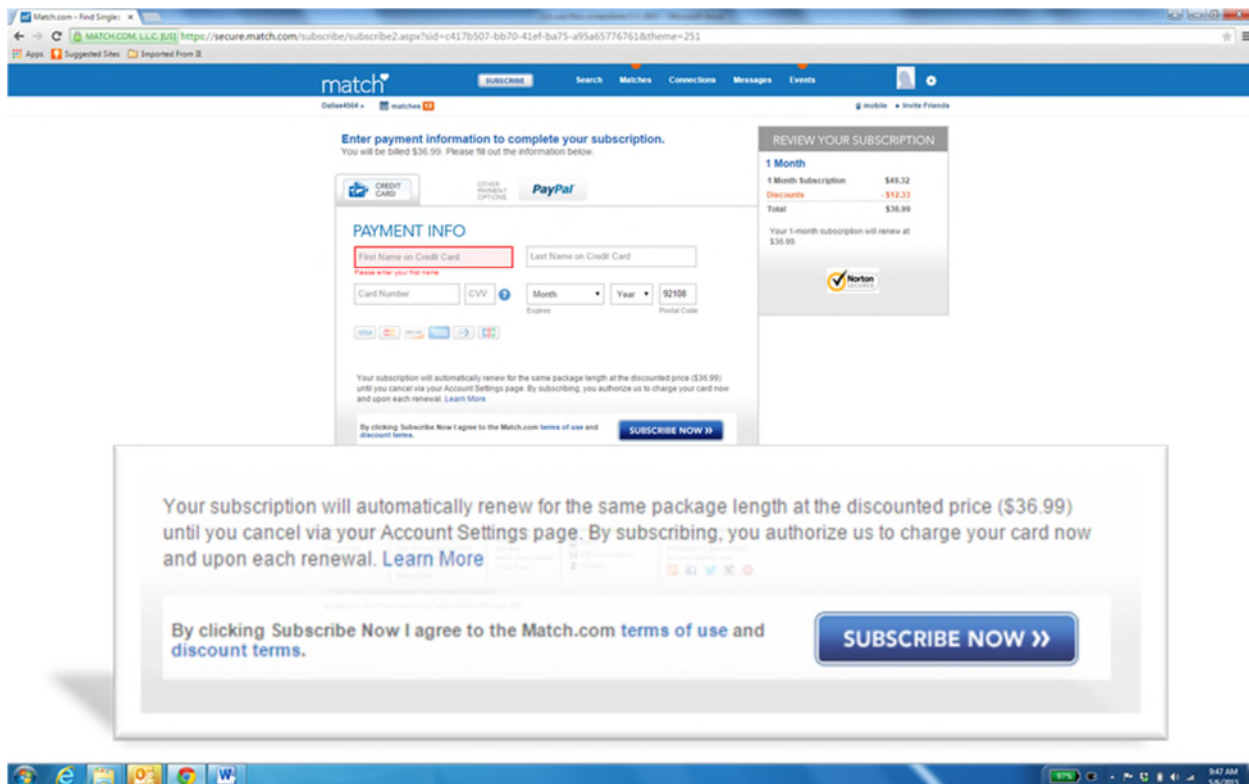 Match.com - Find Singles
MATCH.COM, L.L.C. [US] https://secure.match.com/subscribe/subscribe2.aspx?sid=c417b507-bb70-41ef-ba75-a95a65776761&theme=251
Apps Suggested Sites Imported From IE
match SUBSCRIBE Search Matches Connections Messages Events
Dallas4564 matches 12 mobile + Invite Friends
Enter payment information to complete your subscription.
You will be billed $36.99. Please fill out the information below.
CREDIT CARD OTHER PAYMENT OPTIONS PayPal
PAYMENT INFO
First Name on Credit Card Last Name on Credit Card
Please enter your first name.
Card Number CVV ? Month Year 92108
Expires Postal Code
VISA
Your subscription will automatically renew for the same package length at the discounted price ($36.99)
until you cancel via your Account Settings page. By subscribing, you authorize us to charge your card now
and upon each renewal. Learn More
By clicking Subscribe Now I agree to the Match.com terms of use and
discount terms.
SUBSCRIBE NOW »
REVIEW YOUR SUBSCRIPTION
1 Month
1 Month Subscription $49.32
Discounts - $12.33
Total $36.99
Your 1-month subscription will renew at
$36.99.
Norton
SECURED
Your subscription will automatically renew for the same package length at the discounted price ($36.99)
until you cancel via your Account Settings page. By subscribing, you authorize us to charge your card now
and upon each renewal. Learn More
By clicking Subscribe Now I agree to the Match.com terms of use and
discount terms.
SUBSCRIBE NOW »
97% 9:47 AM
5/6/2015